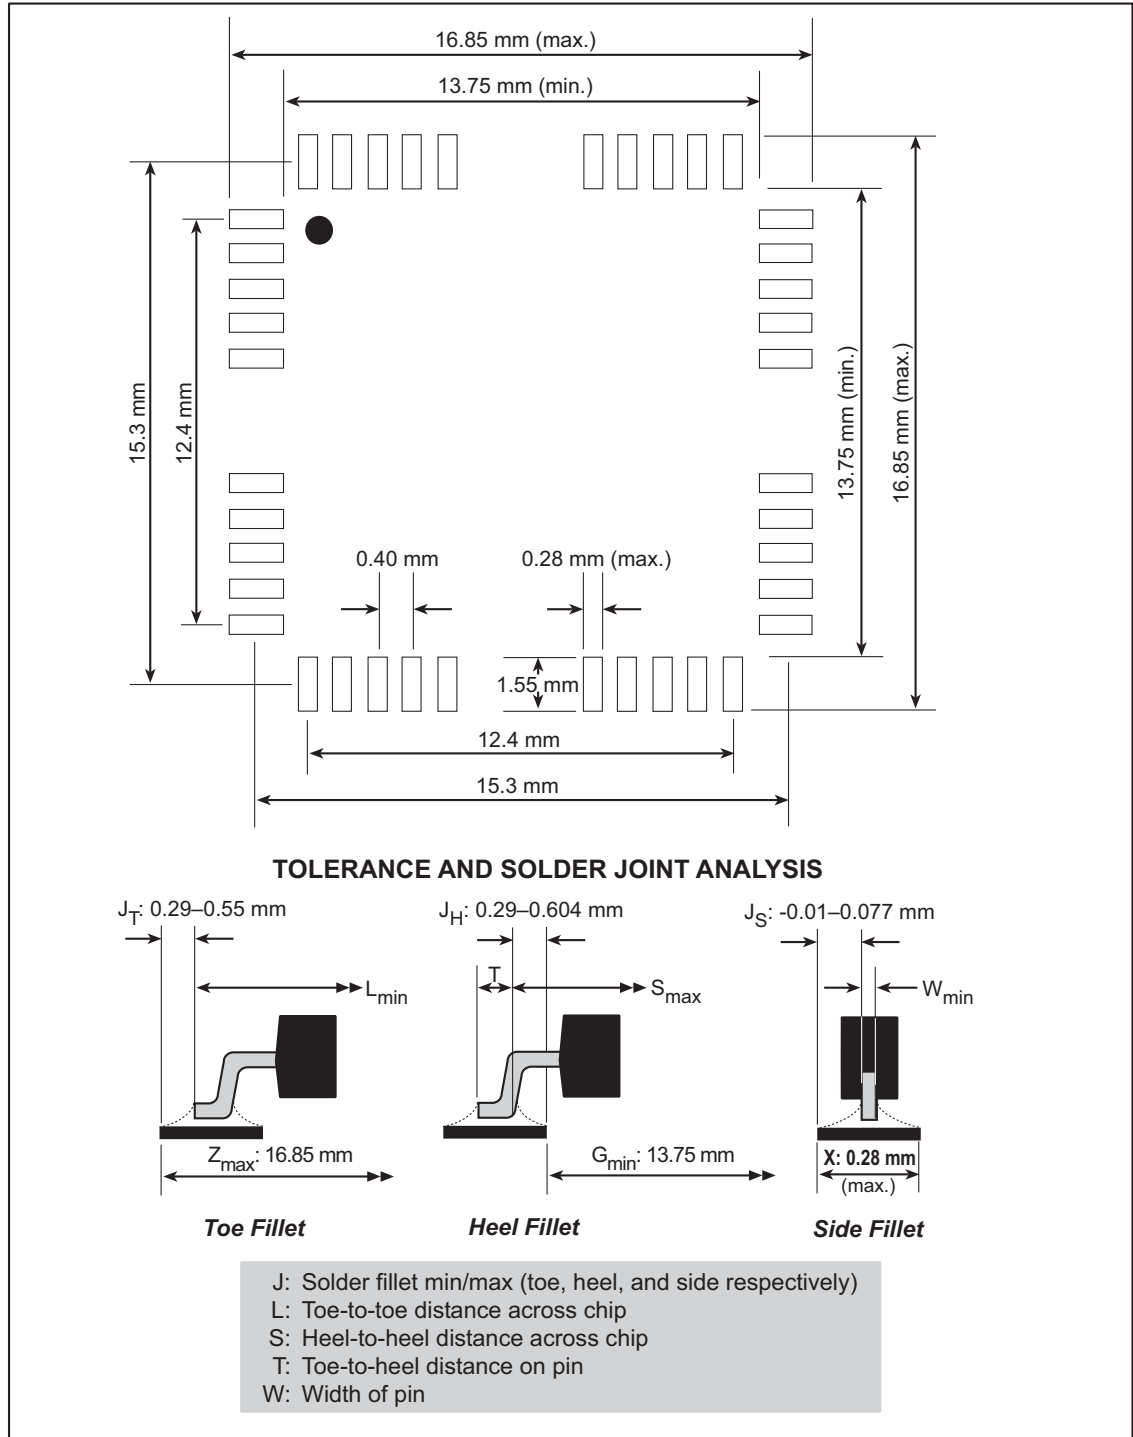 16.85 mm (max.)
13.75 mm (min.)
15.3 mm
12.4 mm
13.75 mm (min.)
16.85 mm (max.)
0.40 mm
0.28 mm (max.)
1.55 mm
12.4 mm
15.3 mm
TOLERANCE AND SOLDER JOINT ANALYSIS
JT: 0.29–0.55 mm
JH: 0.29–0.604 mm
JS: -0.01–0.077 mm
Lmin
T
Smax
Wmin
Zmax: 16.85 mm
Gmin: 13.75 mm
X: 0.28 mm
(max.)
Toe Fillet
Heel Fillet
Side Fillet
J: Solder fillet min/max (toe, heel, and side respectively)
L: Toe-to-toe distance across chip
S: Heel-to-heel distance across chip
T: Toe-to-heel distance on pin
W: Width of pin